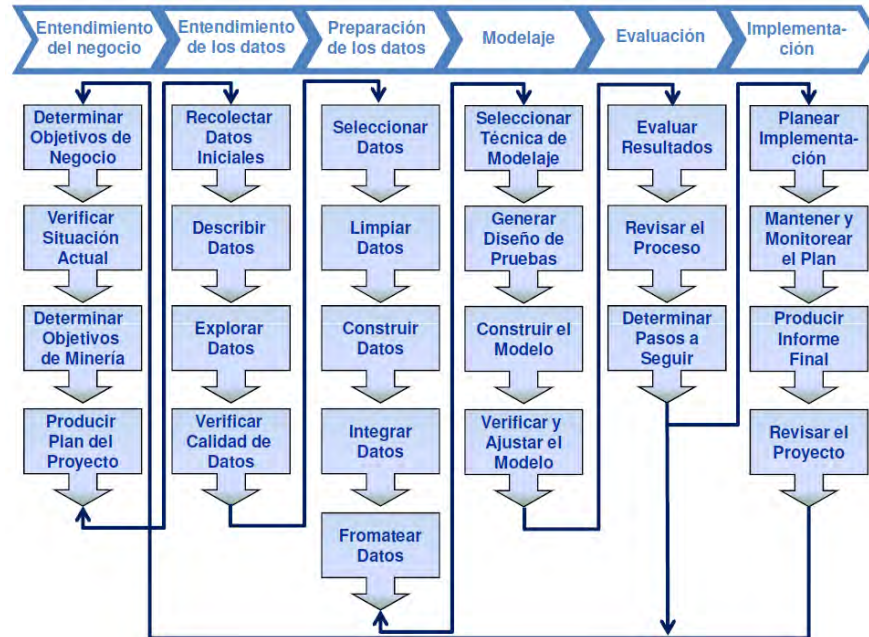 Entendimiento
del negocio
Entendimiento
de los datos
Preparación
de los datos
Modelaje
Evaluación
Implementa-
ción
Determinar
Objetivos de
Negocio
Verificar
Situación
Actual
Determinar
Objetivos
de Minería
Producir
Plan del
Proyecto
Recolectar
Datos
Iniciales
Describir
Datos
Explorar
Datos
Verificar
Calidad de
Datos
Seleccionar
Datos
Limpiar
Datos
Construir
Datos
Integrar
Datos
Fromatear
Datos
Seleccionar
Técnica de
Modelaje
Generar
Diseño de
Pruebas
Construir el
Modelo
Verificar y
Ajustar el
Modelo
Evaluar
Resultados
Revisar el
Proceso
Determinar
Pasos a
Seguir
Planear
Implementa-
ción
Mantener y
Monitorear
el Plan
Producir
Informe
Final
Revisar el
Proyecto